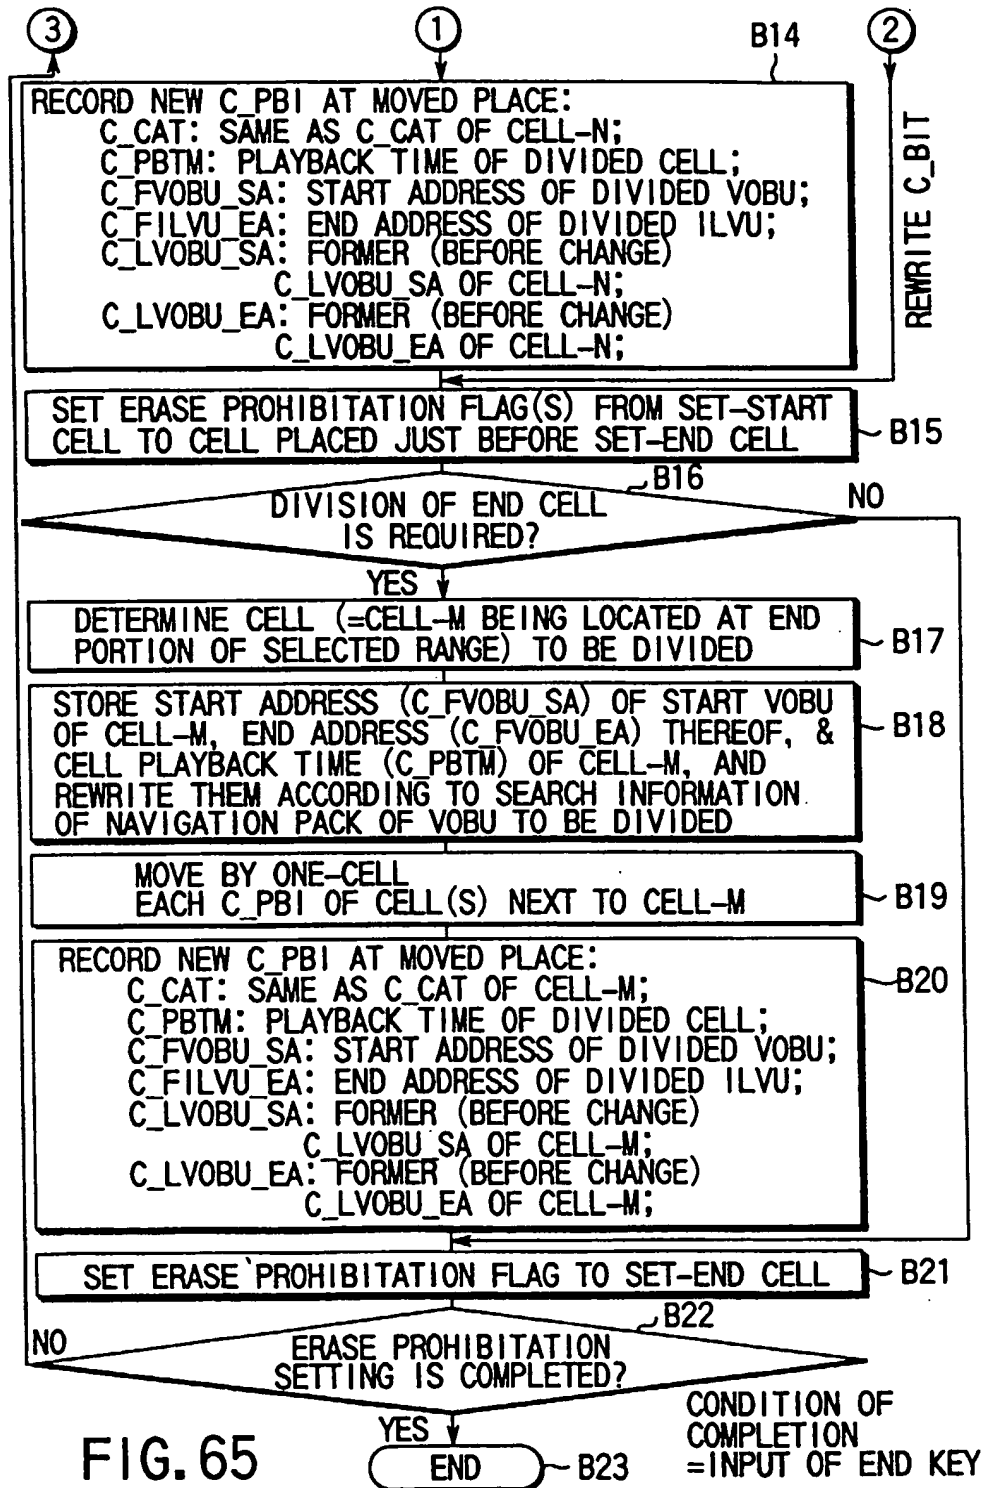 3
1
B14
2
RECORD NEW C_PBI AT MOVED PLACE:
C_CAT: SAME AS C_CAT OF CELL-N;
C_PBTM: PLAYBACK TIME OF DIVIDED CELL;
C_FVOBU_SA: START ADDRESS OF DIVIDED VOBU;
C_FILVU_EA: END ADDRESS OF DIVIDED ILVU;
C_LVOBU_SA: FORMER (BEFORE CHANGE)
C_LVOBU_SA OF CELL-N;
C_LVOBU_EA: FORMER (BEFORE CHANGE)
C_LVOBU_EA OF CELL-N;
REWRITE C_BIT
SET ERASE PROHIBITATION FLAG(S) FROM SET-START
CELL TO CELL PLACED JUST BEFORE SET-END CELL
B15
B16
DIVISION OF END CELL
IS REQUIRED?
NO
YES
DETERMINE CELL (=CELL-M BEING LOCATED AT END
PORTION OF SELECTED RANGE) TO BE DIVIDED
B17
STORE START ADDRESS (C_FVOBU_SA) OF START VOBU
OF CELL-M, END ADDRESS (C_FVOBU_EA) THEREOF, &
CELL PLAYBACK TIME (C_PBTM) OF CELL-M, AND
REWRITE THEM ACCORDING TO SEARCH INFORMATION
OF NAVIGATION PACK OF VOBU TO BE DIVIDED
B18
MOVE BY ONE-CELL
EACH C_PBI OF CELL(S) NEXT TO CELL-M
B19
RECORD NEW C_PBI AT MOVED PLACE:
C_CAT: SAME AS C_CAT OF CELL-M;
C_PBTM: PLAYBACK TIME OF DIVIDED CELL;
C_FVOBU_SA: START ADDRESS OF DIVIDED VOBU;
C_FILVU_EA: END ADDRESS OF DIVIDED ILVU;
C_LVOBU_SA: FORMER (BEFORE CHANGE)
C_LVOBU_SA OF CELL-M;
C_LVOBU_EA: FORMER (BEFORE CHANGE)
C_LVOBU_EA OF CELL-M;
B20
SET ERASE PROHIBITATION FLAG TO SET-END CELL
B21
B22
NO
ERASE PROHIBITATION
SETTING IS COMPLETED?
YES
END
B23
CONDITION OF
COMPLETION
=INPUT OF END KEY
FIG. 65